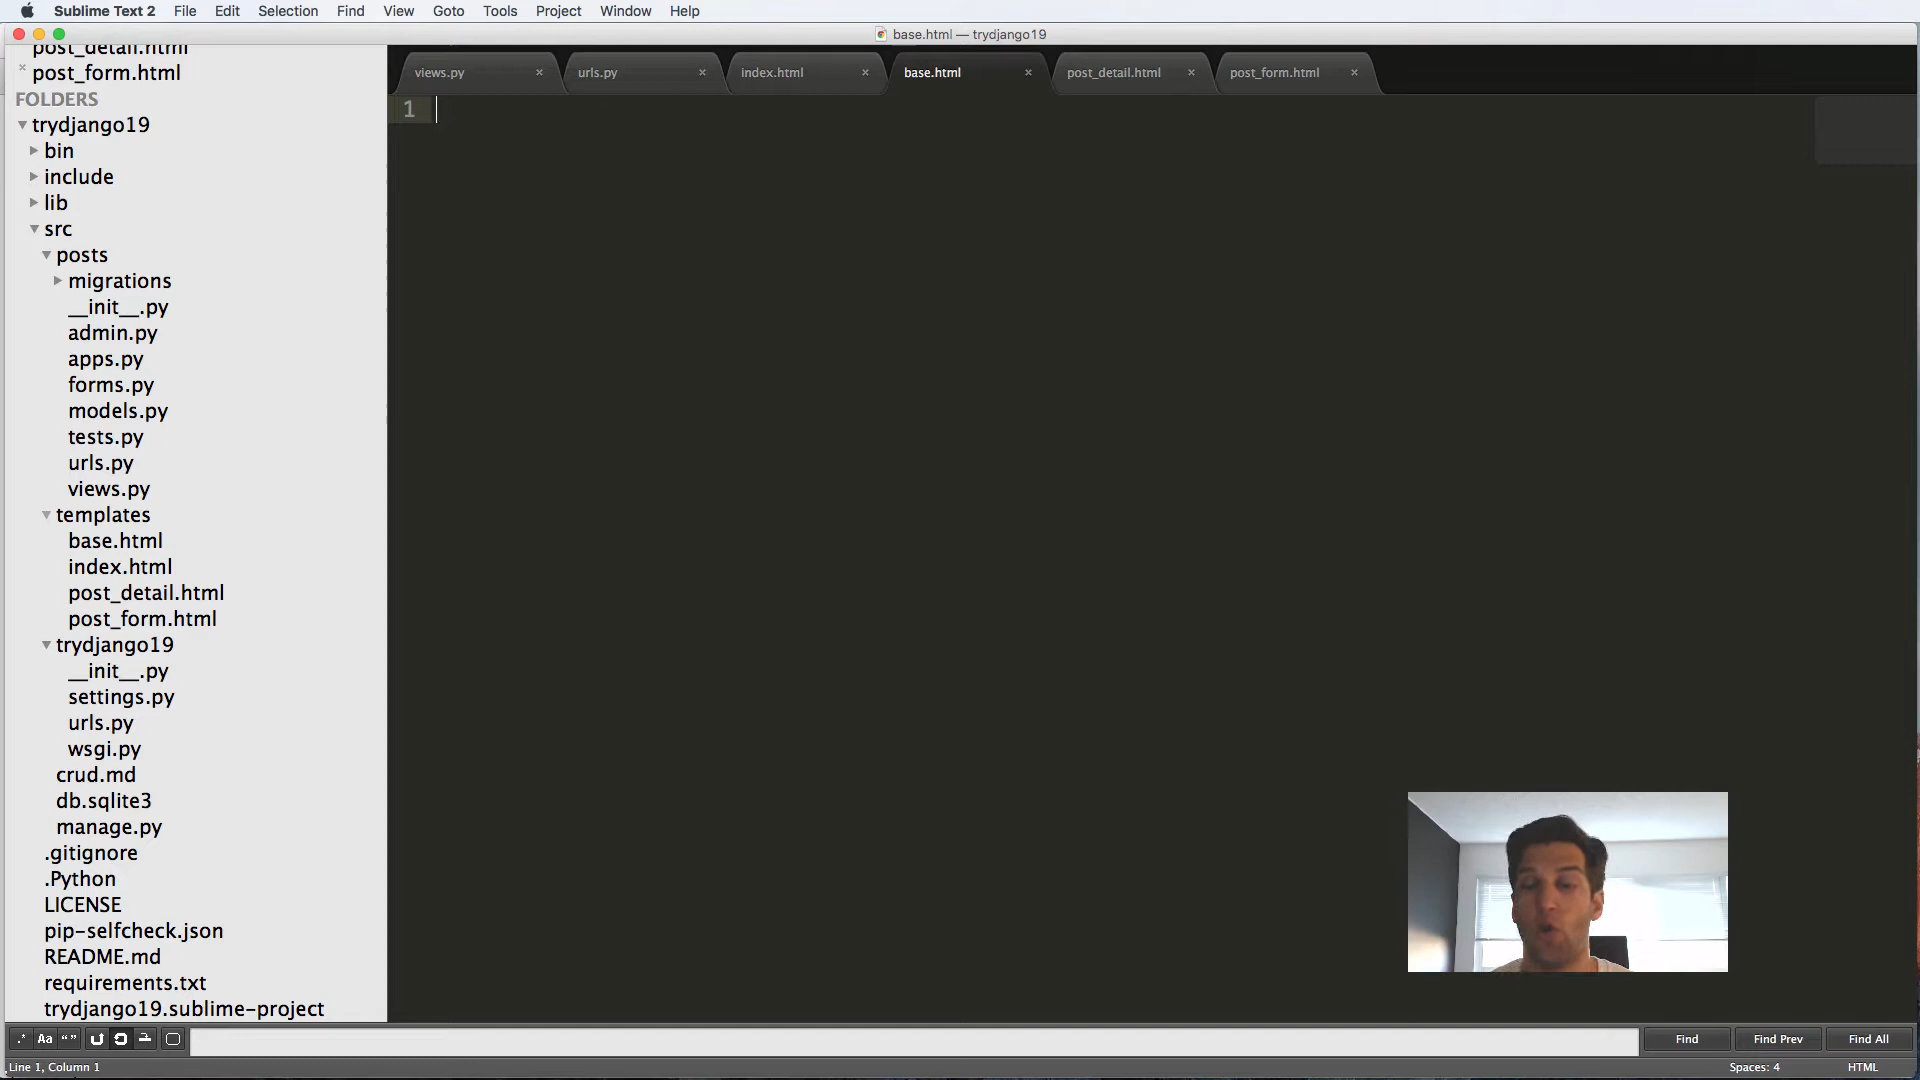 Sublime Text 2 File Edit Selection Find View Goto Tools Project Window Help
base.html — trydjango19
post_detail.html
post_form.html
FOLDERS
trydjango19
bin
include
lib
src
posts
migrations
__init__.py
admin.py
apps.py
forms.py
models.py
tests.py
urls.py
views.py
templates
base.html
index.html
post_detail.html
post_form.html
trydjango19
__init__.py
settings.py
urls.py
wsgi.py
crud.md
db.sqlite3
manage.py
.gitignore
.Python
LICENSE
pip-selfcheck.json
README.md
requirements.txt
trydjango19.sublime-project
views.py urls.py index.html base.html post_detail.html post_form.html
1
.* Aa “ ” Find Find Prev Find All
Line 1, Column 1 Spaces: 4 HTML